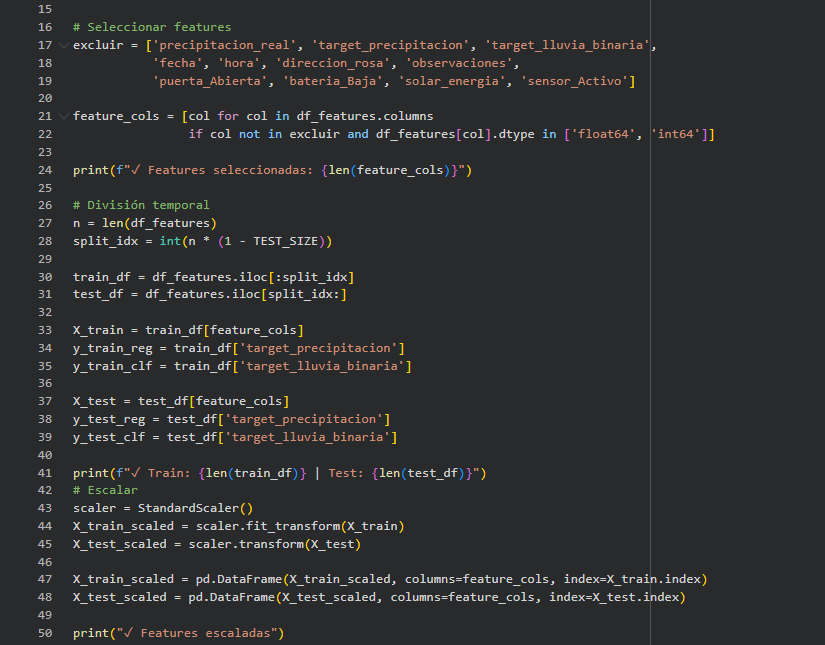 15
16 # Seleccionar features
17 excluir = ['precipitacion_real', 'target_precipitacion', 'target_lluvia_binaria',
18            'fecha', 'hora', 'direccion_rosa', 'observaciones',
19            'puerta_Abierta', 'bateria_Baja', 'solar_energia', 'sensor_Activo']
20
21 feature_cols = [col for col in df_features.columns
22                 if col not in excluir and df_features[col].dtype in ['float64', 'int64']]
23
24 print(f"✓ Features seleccionadas: {len(feature_cols)}")
25
26 # División temporal
27 n = len(df_features)
28 split_idx = int(n * (1 - TEST_SIZE))
29
30 train_df = df_features.iloc[:split_idx]
31 test_df = df_features.iloc[split_idx:]
32
33 X_train = train_df[feature_cols]
34 y_train_reg = train_df['target_precipitacion']
35 y_train_clf = train_df['target_lluvia_binaria']
36
37 X_test = test_df[feature_cols]
38 y_test_reg = test_df['target_precipitacion']
39 y_test_clf = test_df['target_lluvia_binaria']
40
41 print(f"✓ Train: {len(train_df)} | Test: {len(test_df)}")
42 # Escalar
43 scaler = StandardScaler()
44 X_train_scaled = scaler.fit_transform(X_train)
45 X_test_scaled = scaler.transform(X_test)
46
47 X_train_scaled = pd.DataFrame(X_train_scaled, columns=feature_cols, index=X_train.index)
48 X_test_scaled = pd.DataFrame(X_test_scaled, columns=feature_cols, index=X_test.index)
49
50 print("✓ Features escaladas")